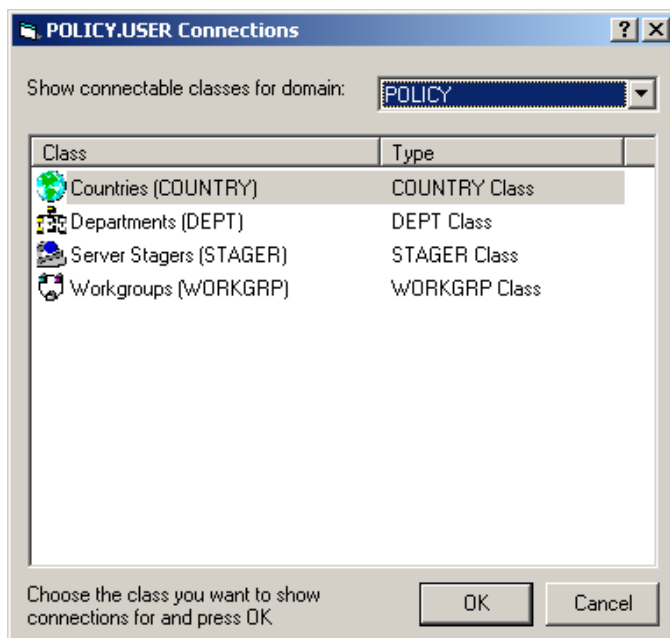 POLICY.USER Connections
Show connectable classes for domain: POLICY
Class Type
Countries (COUNTRY) COUNTRY Class
Departments (DEPT) DEPT Class
Server Stagers (STAGER) STAGER Class
Workgroups (WORKGRP) WORKGRP Class
Choose the class you want to show
connections for and press OK
OK Cancel